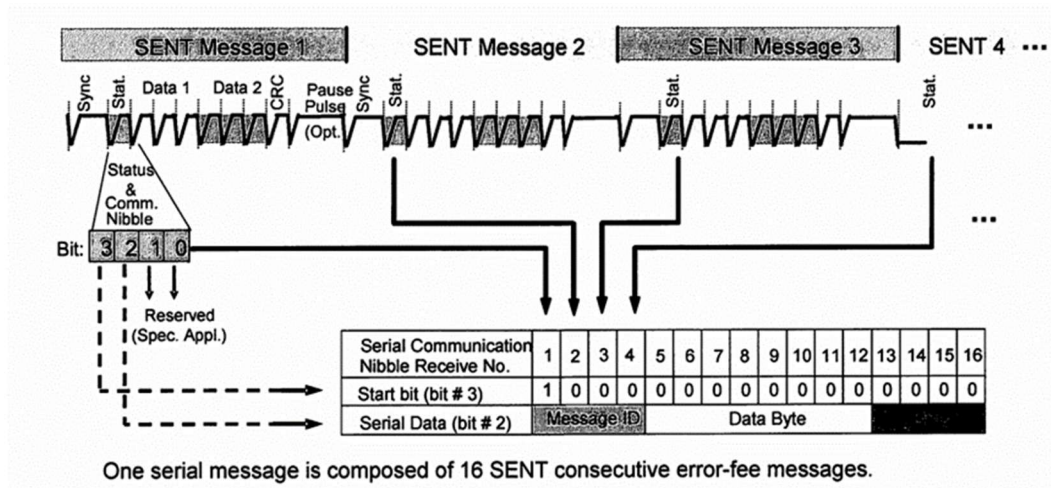 SENT Message 1 SENT Message 2 SENT Message 3 SENT 4 ...
Sync Stat. Data 1 Data 2 CRC Pause Pulse (Opt. Sync Stat. Stat. Stat.
...
Status
&
Comm.
Nibble
...
Bit: 3 2 1 0
Reserved
(Spec. Appl.)
Serial Communication
Nibble Receive No. 1 2 3 4 5 6 7 8 9 10 11 12 13 14 15 16
Start bit (bit # 3) 1 0 0 0 0 0 0 0 0 0 0 0 0 0 0 0
Serial Data (bit # 2) Message ID Data Byte
One serial message is composed of 16 SENT consecutive error-fee messages.